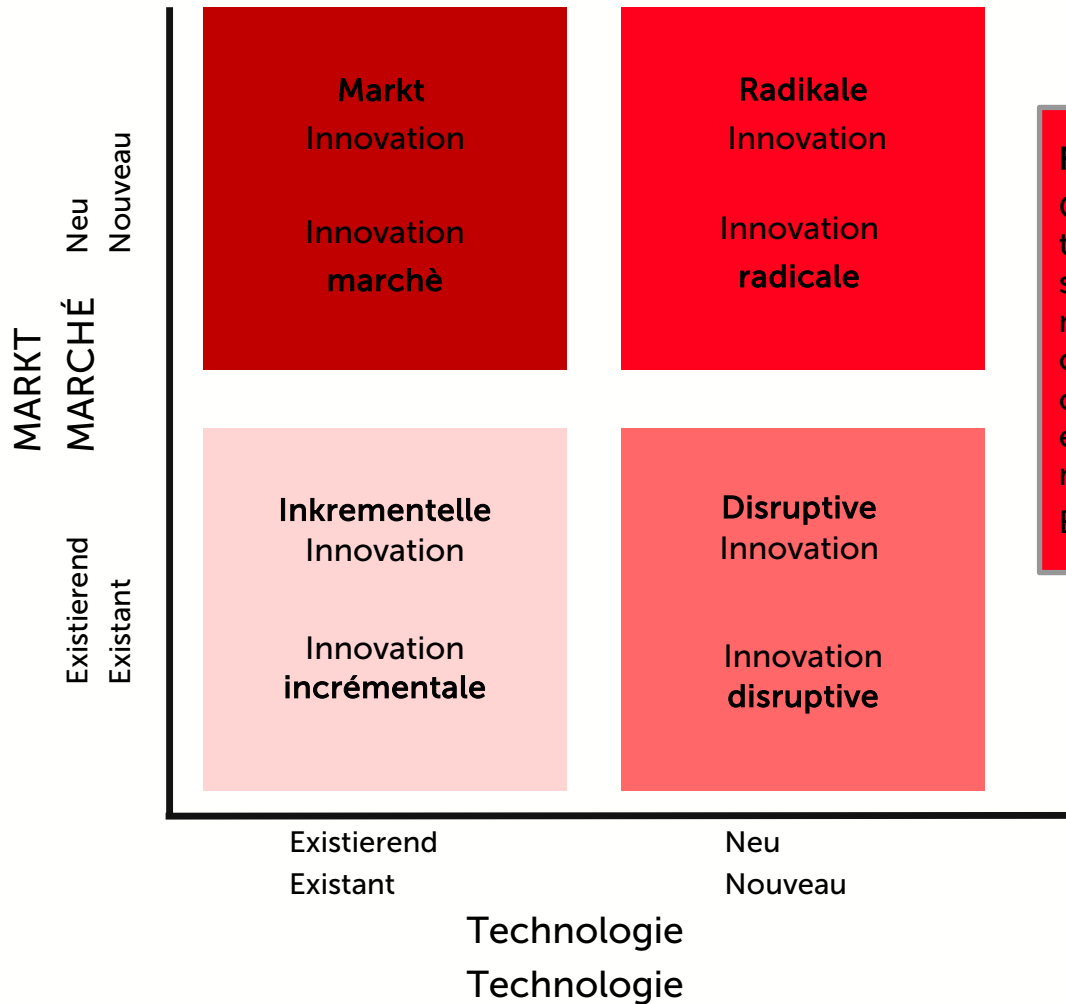 MARKT
MARCHÉ
Neu
Nouveau
Existierend
Existant
Markt
Innovation
Innovation
marchè
Radikale
Innovation
Innovation
radicale
Inkrementelle
Innovation
Innovation
incrémentale
Disruptive
Innovation
Innovation
disruptive
Existierend
Existant
Neu
Nouveau
Technologie
Technologie